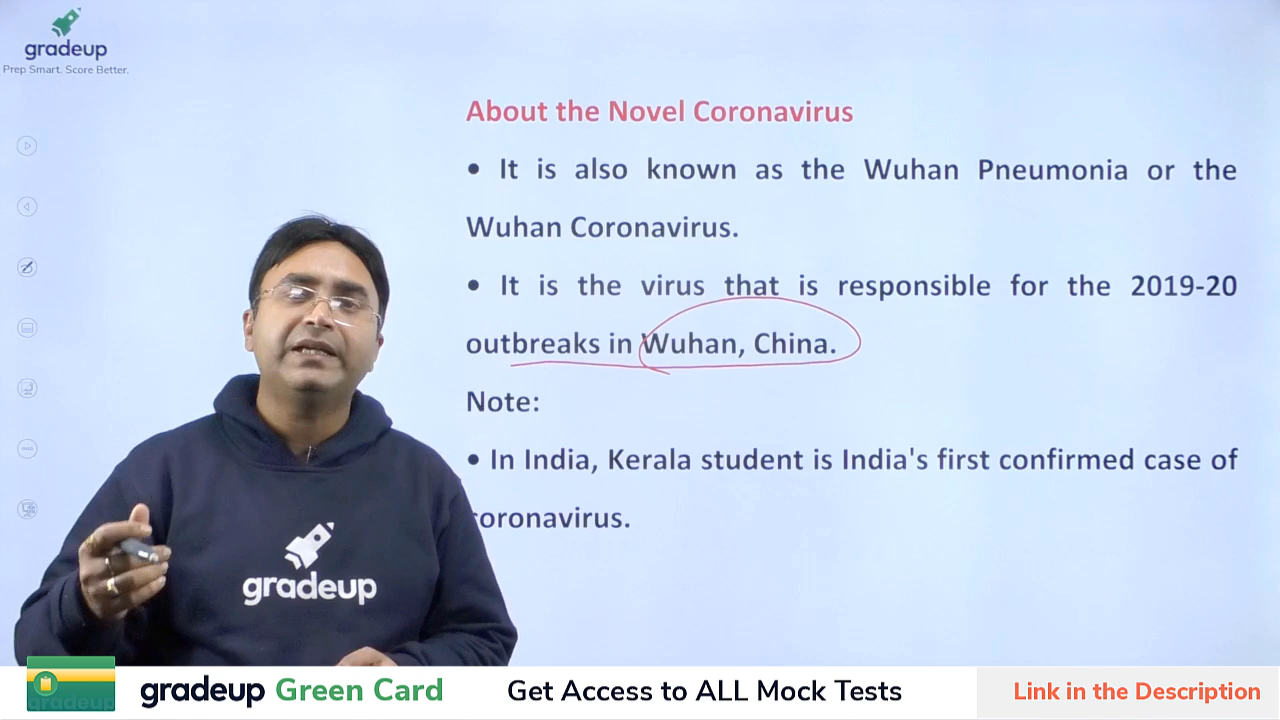 gradeup
Prep Smart. Score Better.
About the Novel Coronavirus
• It is also known as the Wuhan Pneumonia or the
Wuhan Coronavirus.
• It is the virus that is responsible for the 2019-20
outbreaks in Wuhan, China.
Note:
• In India, Kerala student is India's first confirmed case of
coronavirus.
gradeup
gradeup
gradeup Green Card
Get Access to ALL Mock Tests
Link in the Description